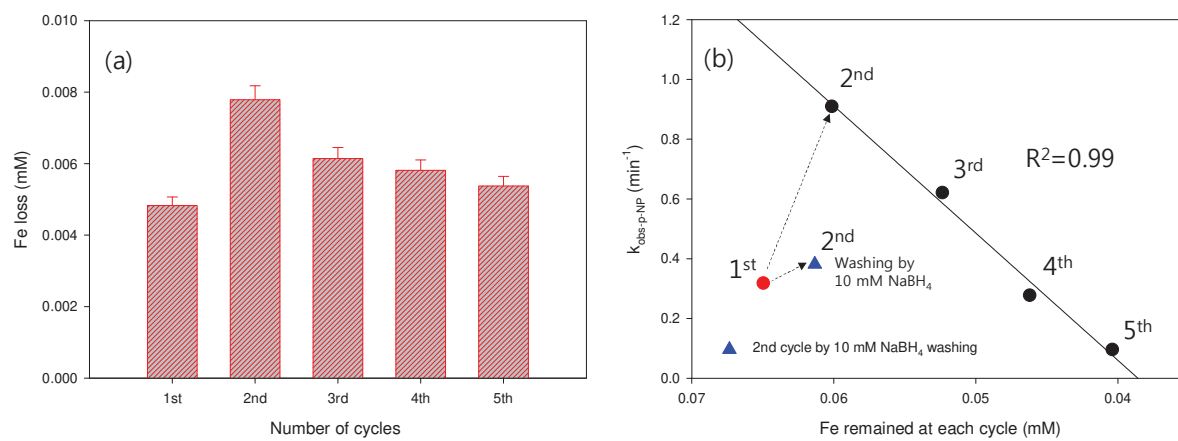 (a)
Fe loss (mM)
0.010
0.008
0.006
0.004
0.002
0.000
1st 2nd 3rd 4th 5th
Number of cycles
(b)
k_obs-p-NP (min⁻¹)
1.2
1.0
0.8
0.6
0.4
0.2
0.0
2nd
3rd
R²=0.99
2nd
1st
Washing by
10 mM NaBH₄
4th
5th
2nd cycle by 10 mM NaBH₄ washing
0.07 0.06 0.05 0.04
Fe remained at each cycle (mM)